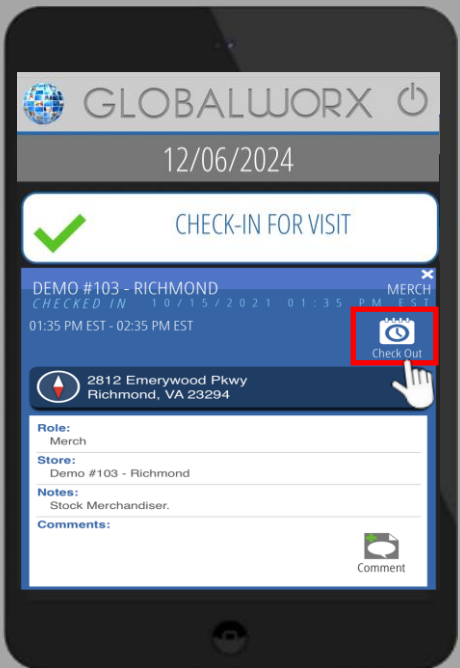 GLOBALWORX
12/06/2024
CHECK-IN FOR VISIT
DEMO #103 - RICHMOND MERCH
CHECKED IN 10/15/2021 01:35 PM EST
01:35 PM EST - 02:35 PM EST
Check Out
2812 Emerywood Pkwy
Richmond, VA 23294
Role:
Merch
Store:
Demo #103 - Richmond
Notes:
Stock Merchandiser.
Comments:
Comment